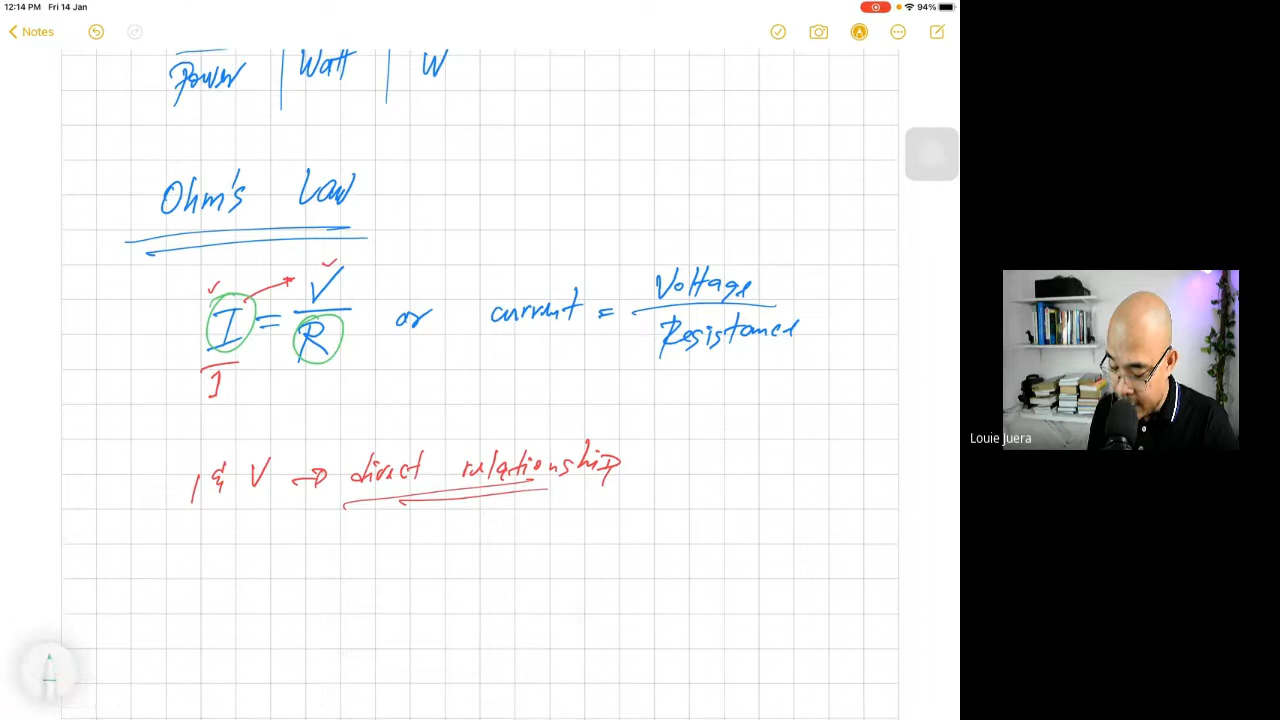 12:14 PM Fri 14 Jan
94%
Notes
Power | Watt | W
Ohm's Law
I = V/R or current = Voltage/Resistance
1
I & V → direct relationship
Louie Juera